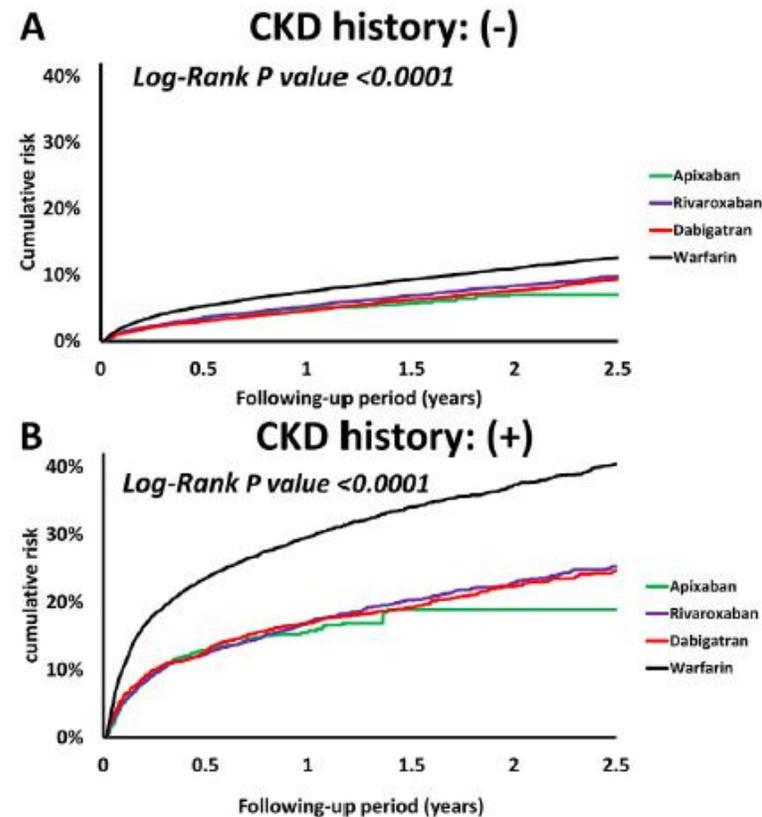 A
CKD history: (-)
Log-Rank P value <0.0001
40%
30%
20%
10%
0%
Cumulative risk
0 0.5 1 1.5 2 2.5
Following-up period (years)
Apixaban
Rivaroxaban
Dabigatran
Warfarin
B
CKD history: (+)
Log-Rank P value <0.0001
40%
30%
20%
10%
0%
cumulative risk
0 0.5 1 1.5 2 2.5
Following-up period (years)
Apixaban
Rivaroxaban
Dabigatran
Warfarin